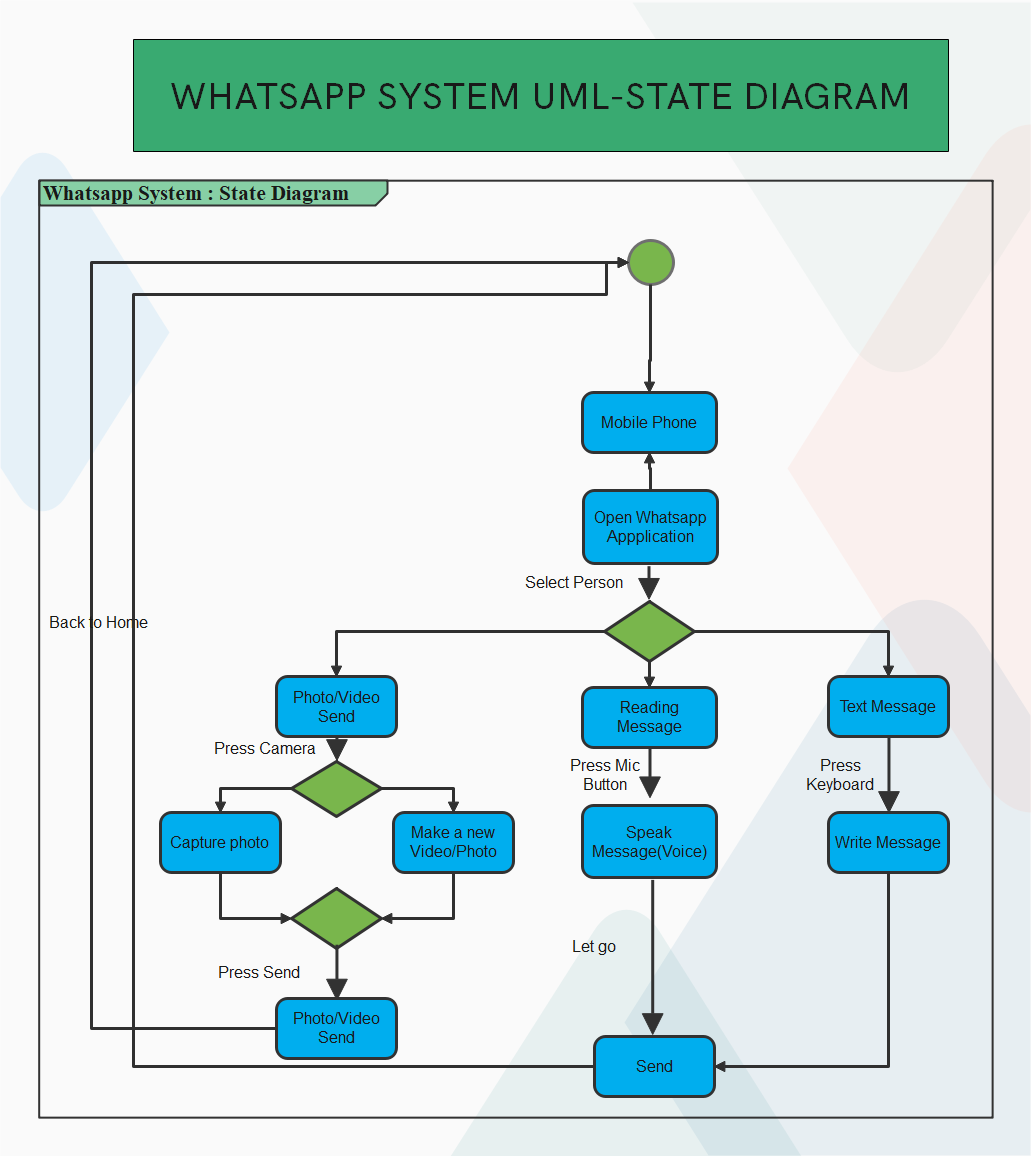 WHATSAPP SYSTEM UML-STATE DIAGRAM
Whatsapp System : State Diagram
Mobile Phone
Open Whatsapp
Appplication
Select Person
Back to Home
Photo/Video
Send
Reading
Message
Text Message
Press Camera
Press Mic
Button
Press
Keyboard
Capture photo
Make a new
Video/Photo
Speak
Message(Voice)
Write Message
Let go
Press Send
Photo/Video
Send
Send